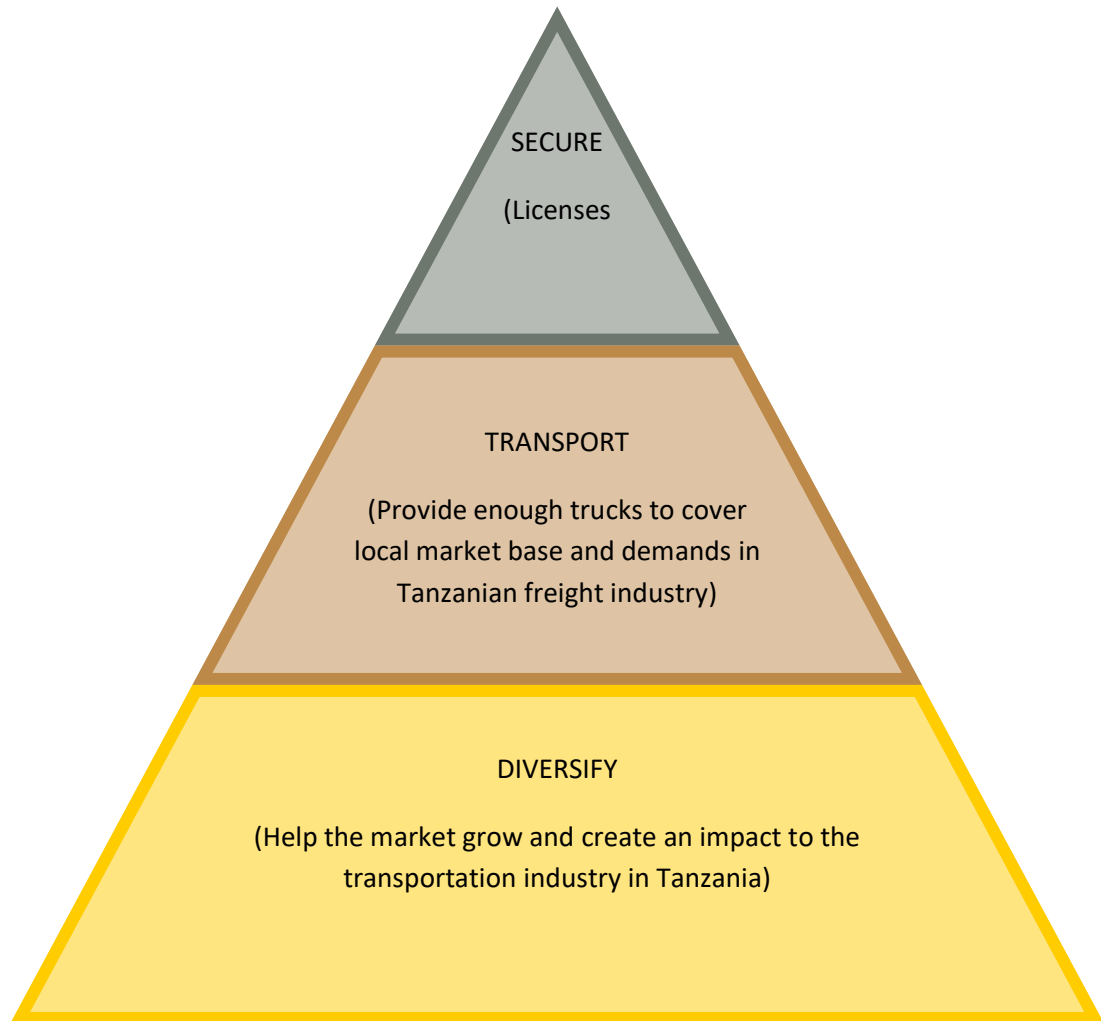 SECURE
(Licenses
TRANSPORT
(Provide enough trucks to cover
local market base and demands in
Tanzanian freight industry)
DIVERSIFY
(Help the market grow and create an impact to the
transportation industry in Tanzania)